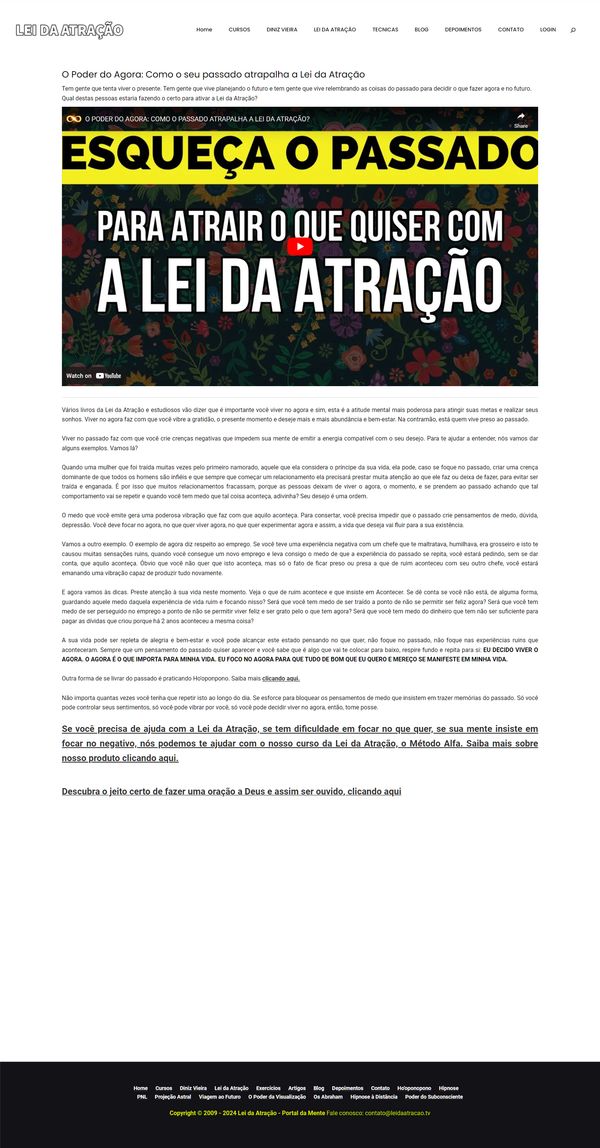 LEI DA ATRAÇÃO
Home CURSOS DINIZ VIEIRA LEI DA ATRAÇÃO TECNICAS BLOG DEPOIMENTOS CONTATO LOGIN
O Poder do Agora: Como o seu passado atrapalha a Lei da Atração
Tem gente que tenta viver o presente. Tem gente que vive planejando o futuro e tem gente que vive relembrando as coisas do passado para decidir o que fazer agora e no futuro.
Qual destas pessoas estaria fazendo o certo para ativar a Lei da Atração?
O PODER DO AGORA: COMO O PASSADO ATRAPALHA A LEI DA ATRAÇÃO?
Share
ESQUEÇA O PASSADO
PARA ATRAIR O QUE QUISER COM
A LEI DA ATRAÇÃO
Watch on YouTube
Vários livros da Lei da Atração e estudiosos vão dizer que é importante você viver no agora e sim, esta é a atitude mental mais poderosa para atingir suas metas e realizar seus
sonhos. Viver no agora faz com que você vibre a gratidão, o presente momento e deseje mais e mais abundância e bem-estar. Na contramão, está quem vive preso ao passado.
Viver no passado faz com que você crie crenças negativas que impedem sua mente de emitir a energia compatível com o seu desejo. Para te ajudar a entender, nós vamos dar
alguns exemplos. Vamos lá?
Quando uma mulher que foi traída muitas vezes pelo primeiro namorado, aquele que ela considera o príncipe da sua vida, ela pode, caso se foque no passado, criar uma crença
dominante de que todos os homens são infiéis e que sempre que começar um relacionamento ela precisará prestar muita atenção ao que ele faz ou deixa de fazer, para evitar ser
traída e enganada. É por isso que muitos relacionamentos fracassam, porque as pessoas deixam de viver o agora, o momento, e se prendem ao passado achando que tal
comportamento vai se repetir e quando você tem medo que tal coisa aconteça, adivinha? Seu desejo é uma ordem.
O medo que você emite gera uma poderosa vibração que faz com que aquilo aconteça. Para consertar, você precisa impedir que o passado crie pensamentos de medo, dúvida,
depressão. Você deve focar no agora, no que quer viver agora, no que quer experimentar agora e assim, a vida que deseja vai fluir para a sua existência.
Vamos a outro exemplo. O exemplo de agora diz respeito ao emprego. Se você teve uma experiência negativa com um chefe que te maltratava, humilhava, era grosseiro e isto te
causou muitas sensações ruins, quando você consegue um novo emprego e leva consigo o medo de que a experiência do passado se repita, você estará pedindo, sem se dar
conta, que aquilo aconteça. Óbvio que você não quer que isto aconteça, mas só o fato de ficar preso ou presa a que de ruim aconteceu com seu outro chefe, você estará
emanando uma vibração capaz de produzir tudo novamente.
E agora vamos às dicas. Preste atenção à sua vida neste momento. Veja o que de ruim acontece e que insiste em Acontecer. Se dê conta se você não está, de alguma forma,
guardando aquele medo daquela experiência de vida ruim e focando nisso? Será que você tem medo de ser traído a ponto de não se permitir ser feliz agora? Será que você tem
medo de ser perseguido no emprego a ponto de não se permitir viver feliz e ser grato pelo o que tem agora? Será que você tem medo do dinheiro que tem não ser suficiente para
pagar as dívidas que criou porque há 2 anos aconteceu a mesma coisa?
A sua vida pode ser repleta de alegria e bem-estar e você pode alcançar este estado pensando no que quer, não foque no passado, não foque nas experiências ruins que
aconteceram. Sempre que um pensamento do passado quiser aparecer e você sabe que é algo que vai te colocar para baixo, respire fundo e repita para si: EU DECIDO VIVER O
AGORA. O AGORA É O QUE IMPORTA PARA MINHA VIDA. EU FOCO NO AGORA PARA QUE TUDO DE BOM QUE EU QUERO E MEREÇO SE MANIFESTE EM MINHA VIDA.
Outra forma de se livrar do passado é praticando Ho'oponopono. Saiba mais clicando aqui.
Não importa quantas vezes você tenha que repetir isto ao longo do dia. Se esforce para bloquear os pensamentos de medo que insistem em trazer memórias do passado. Só você
pode controlar seus sentimentos, só você pode vibrar por você, só você pode decidir viver no agora, então, tome posse.
Se você precisa de ajuda com a Lei da Atração, se tem dificuldade em focar no que quer, se sua mente insiste em
focar no negativo, nós podemos te ajudar com o nosso curso da Lei da Atração, o Método Alfa. Saiba mais sobre
nosso produto clicando aqui.
Descubra o jeito certo de fazer uma oração a Deus e assim ser ouvido, clicando aqui
Home Cursos Diniz Vieira Lei da Atração Exercícios Artigos Blog Depoimentos Contato Ho'oponopono Hipnose
PNL Projeção Astral Viagem ao Futuro O Poder da Visualização Os Abraham Hipnose à Distância Poder do Subconsciente
Copyright © 2009 - 2024 Lei da Atração - Portal da Mente Fale conosco: contato@leidaatracao.tv